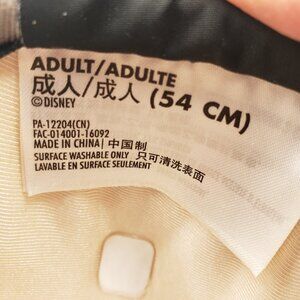 ADULT/ADULTE
成人/成人 (54 CM)
©DISNEY
PA-12204(CN)
FAC-014001-16092
MADE IN CHINA | 中国制
SURFACE WASHABLE ONLY 只可清洗表面
LAVABLE EN SURFACE SEULEMENT